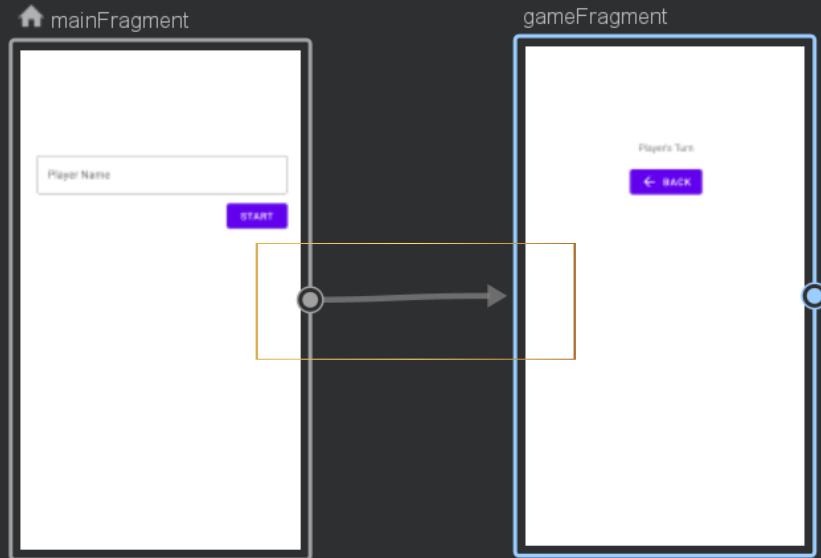 mainFragment
gameFragment
Player Name
START
Player's Turn
BACK